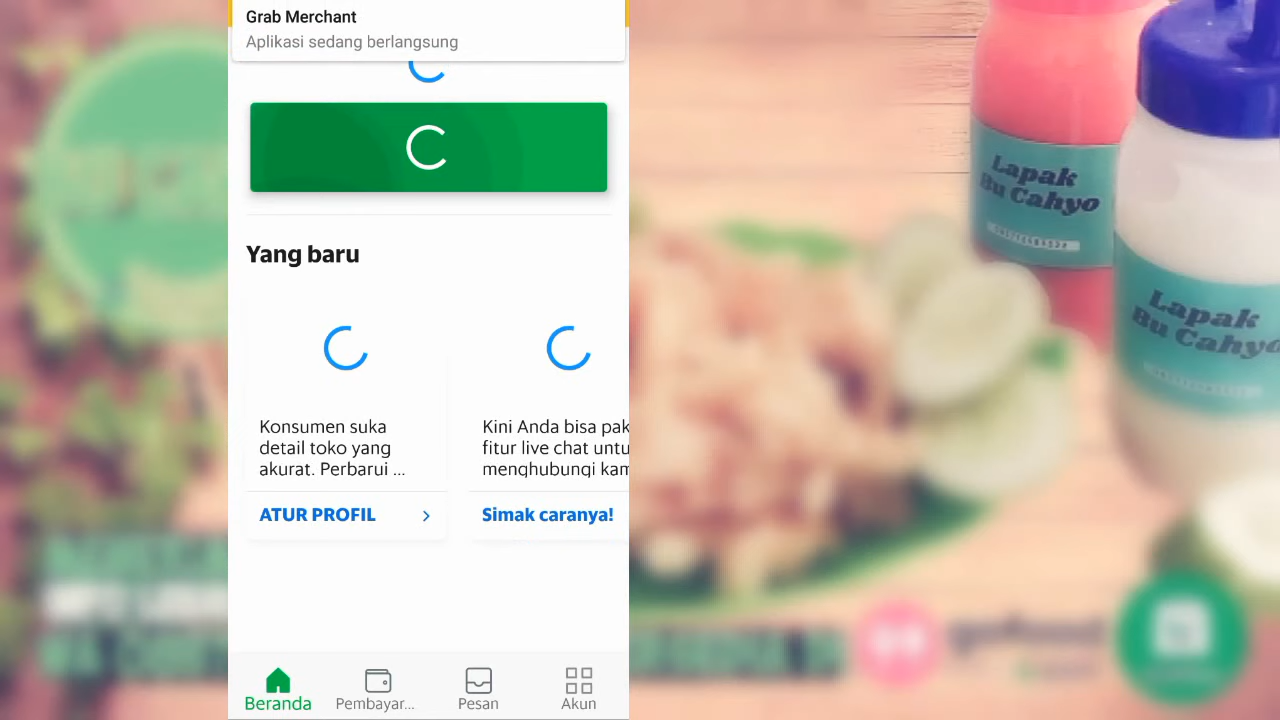 Grab Merchant
Aplikasi sedang berlangsung
Yang baru
Konsumen suka
detail toko yang
akurat. Perbarui ...
ATUR PROFIL
Kini Anda bisa pak
fitur live chat untu
menghubungi kam
Simak caranya!
Beranda
Pembayar...
Pesan
Akun
Lapak
Bu Cahyo
Lapak
Bu Cahyo
gofood